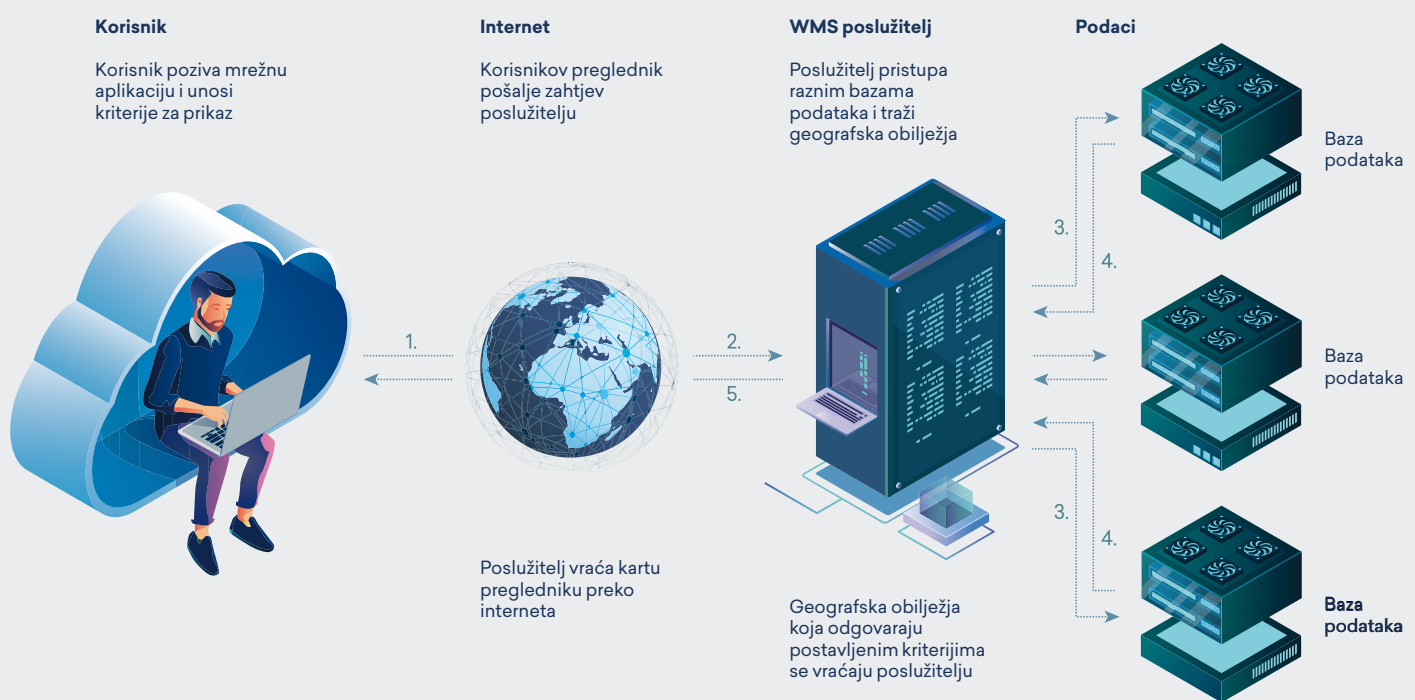 Korisnik
Korisnik poziva mrežnu
aplikaciju i unosi
kriterije za prikaz
Internet
Korisnikov preglednik
pošalje zahtjev
poslužitelju
WMS poslužitelj
Poslužitelj pristupa
raznim bazama
podataka i traži
geografska obilježja
Podaci
Baza
podataka
3.
4.
1.
2.
5.
Baza
podataka
3.
4.
Poslužitelj vraća kartu
pregledniku preko
interneta
Geografska obilježja
koja odgovaraju
postavljenim kriterijima
se vraćaju poslužitelju
Baza
podataka